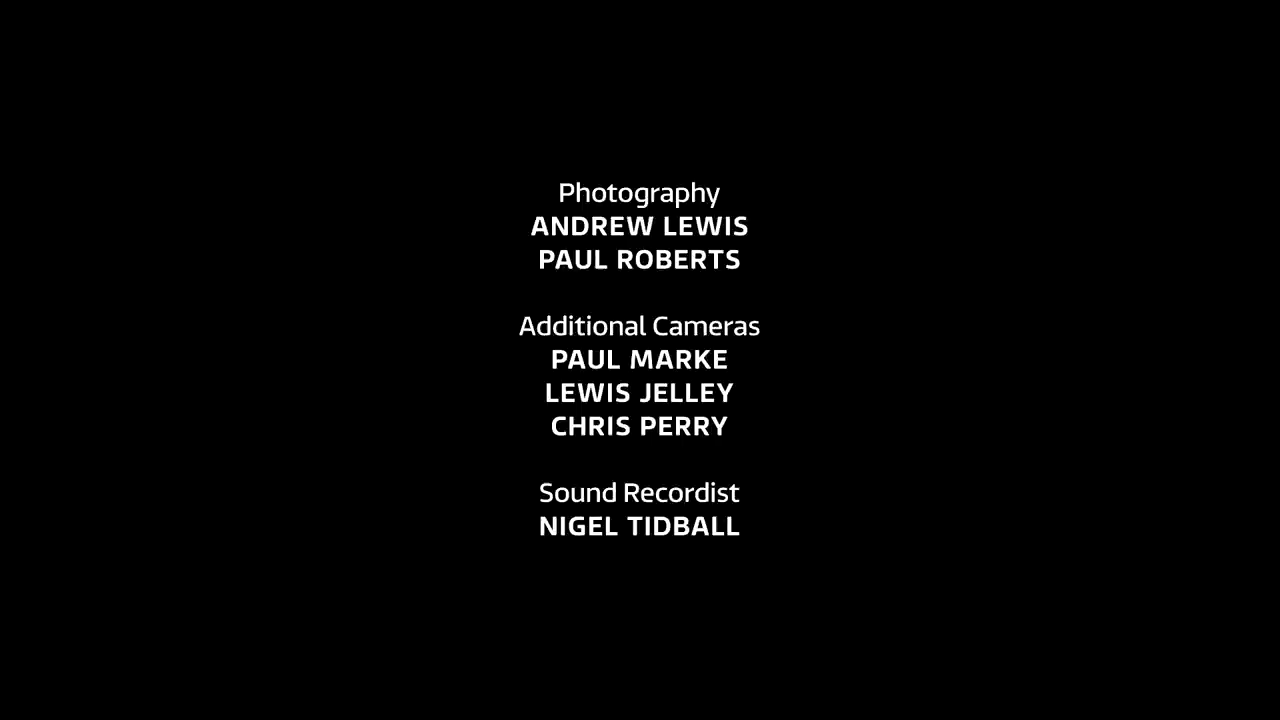 Photography
ANDREW LEWIS
PAUL ROBERTS
Additional Cameras
PAUL MARKE
LEWIS JELLEY
CHRIS PERRY
Sound Recordist
NIGEL TIDBALL